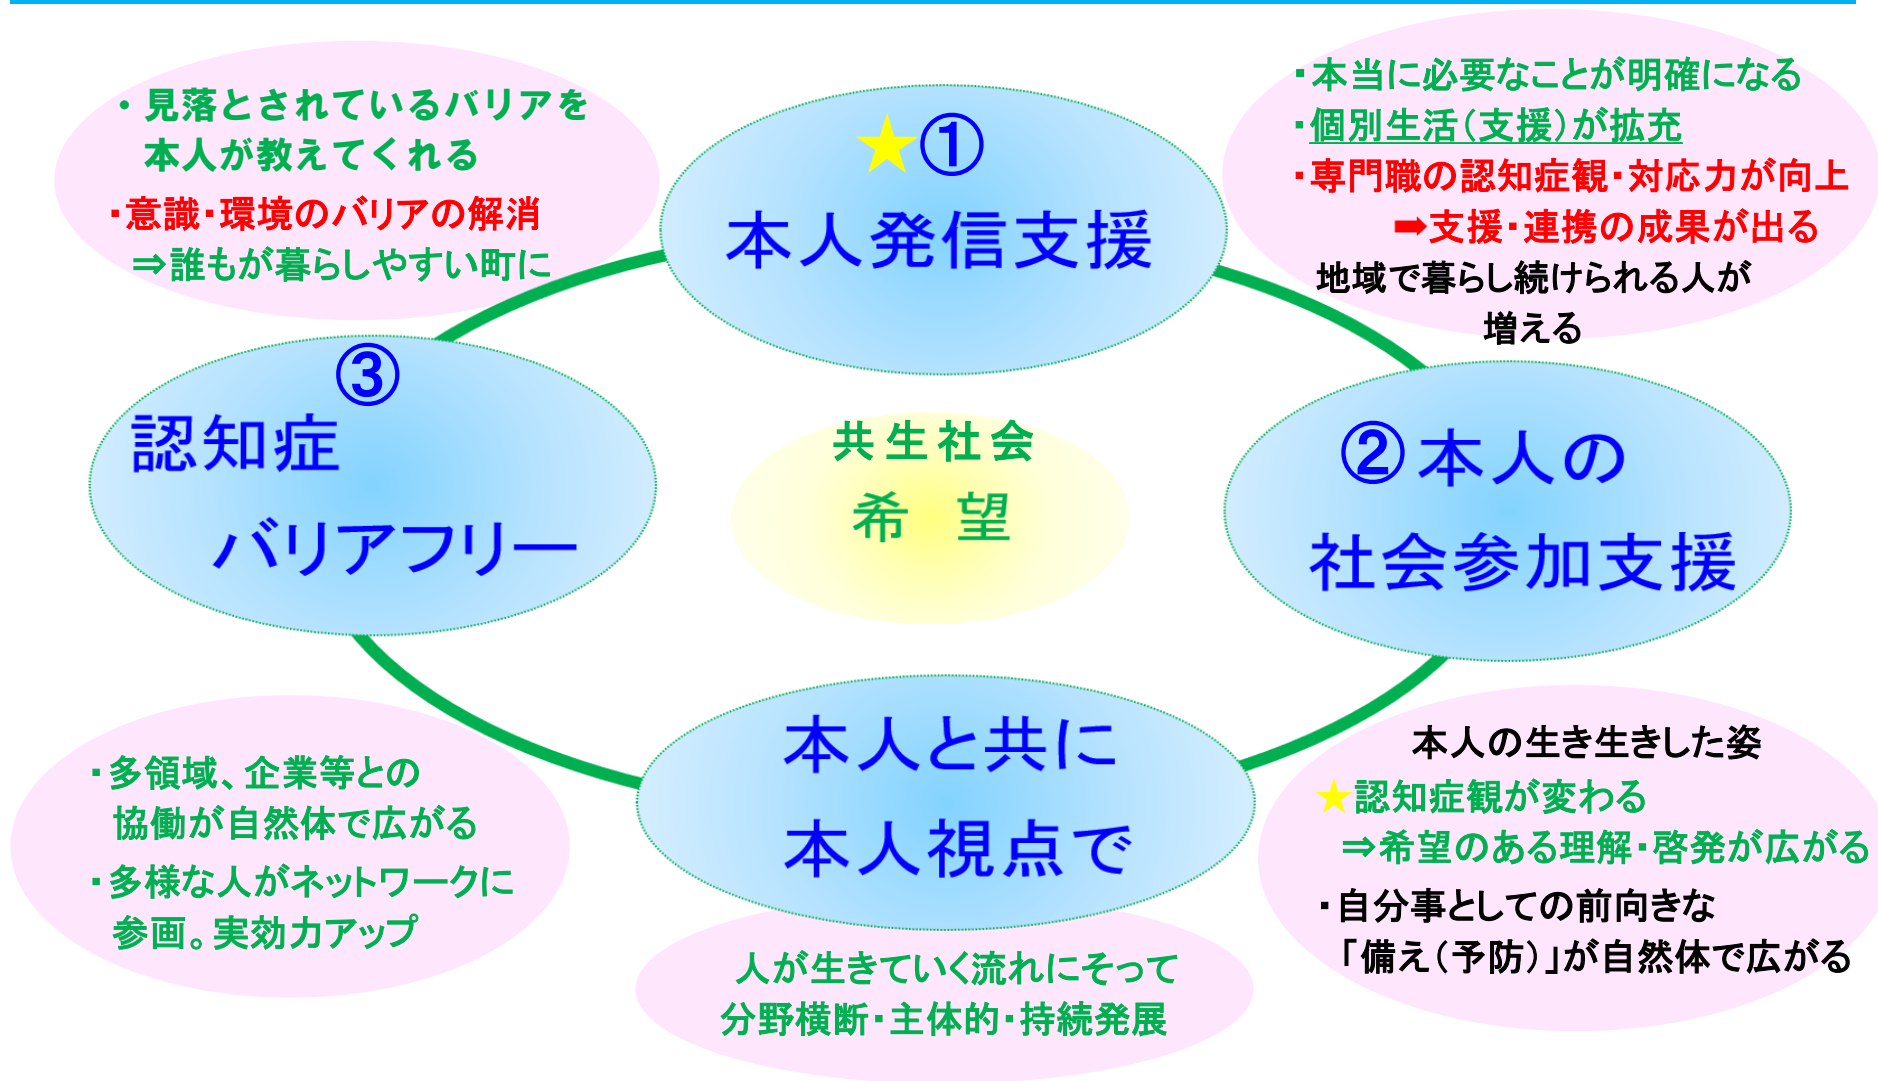 ・見落とされているバリアを
本人が教えてくれる
・意識・環境のバリアの解消
⇒誰もが暮らしやすい町に
★①
本人発信支援
・本当に必要なことが明確になる
・個別生活(支援)が拡充
・専門職の認知症観・対応力が向上
➡支援・連携の成果が出る
地域で暮らし続けられる人が
増える
③
認知症
バリアフリー
共生社会
希 望
②本人の
社会参加支援
・多領域、企業等との
協働が自然体で広がる
・多様な人がネットワークに
参画。実効力アップ
本人と共に
本人視点で
人が生きていく流れにそって
分野横断・主体的・持続発展
本人の生き生きした姿
★認知症観が変わる
⇒希望のある理解・啓発が広がる
・自分事としての前向きな
「備え(予防)」が自然体で広がる